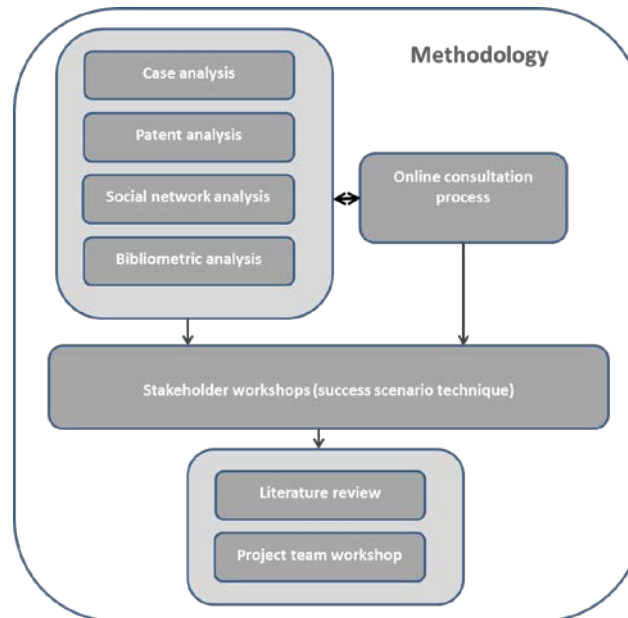 Methodology
Case analysis
Patent analysis
Social network analysis
Bibliometric analysis
Online consultation
process
Stakeholder workshops (success scenario technique)
Literature review
Project team workshop